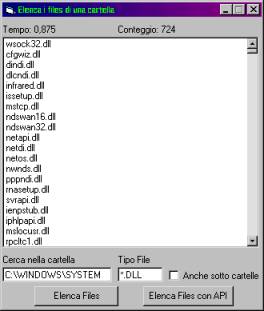 Elenca i files di una cartella
Tempo: 0,875 Conteggio: 724
wsock32.dll
cfgwiz.dll
dindi.dll
dlcndi.dll
infrared.dll
issetup.dll
mstcp.dll
ndswan16.dll
ndswan32.dll
netapi.dll
netdi.dll
netos.dll
nwnds.dll
pppndi.dll
rnasetup.dll
svrapi.dll
ienpstub.dll
iphlpapi.dll
mslocusr.dll
rpcltc1.dll
Cerca nella cartella Tipo File
C:\WINDOWS\SYSTEM *.DLL Anche sotto cartelle
Elenca Files Elenca Files con API